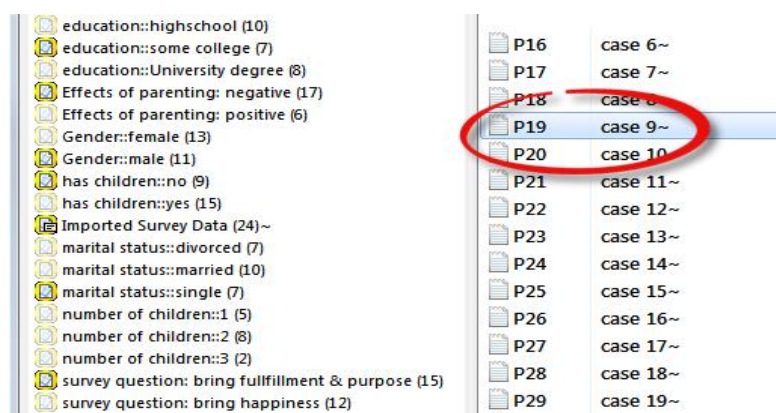 education::highschool (10)
education::some college (7)
education::University degree (8)
Effects of parenting: negative (17)
Effects of parenting: positive (6)
Gender::female (13)
Gender::male (11)
has children::no (9)
has children::yes (15)
Imported Survey Data (24)~
marital status::divorced (7)
marital status::married (10)
marital status::single (7)
number of children::1 (5)
number of children::2 (8)
number of children::3 (2)
survey question: bring fullfillment & purpose (15)
survey question: bring happiness (12)
P16 case 6~
P17 case 7~
P18 case 8
P19 case 9~
P20 case 10
P21 case 11~
P22 case 12~
P23 case 13~
P24 case 14~
P25 case 15~
P26 case 16~
P27 case 17~
P28 case 18~
P29 case 19~